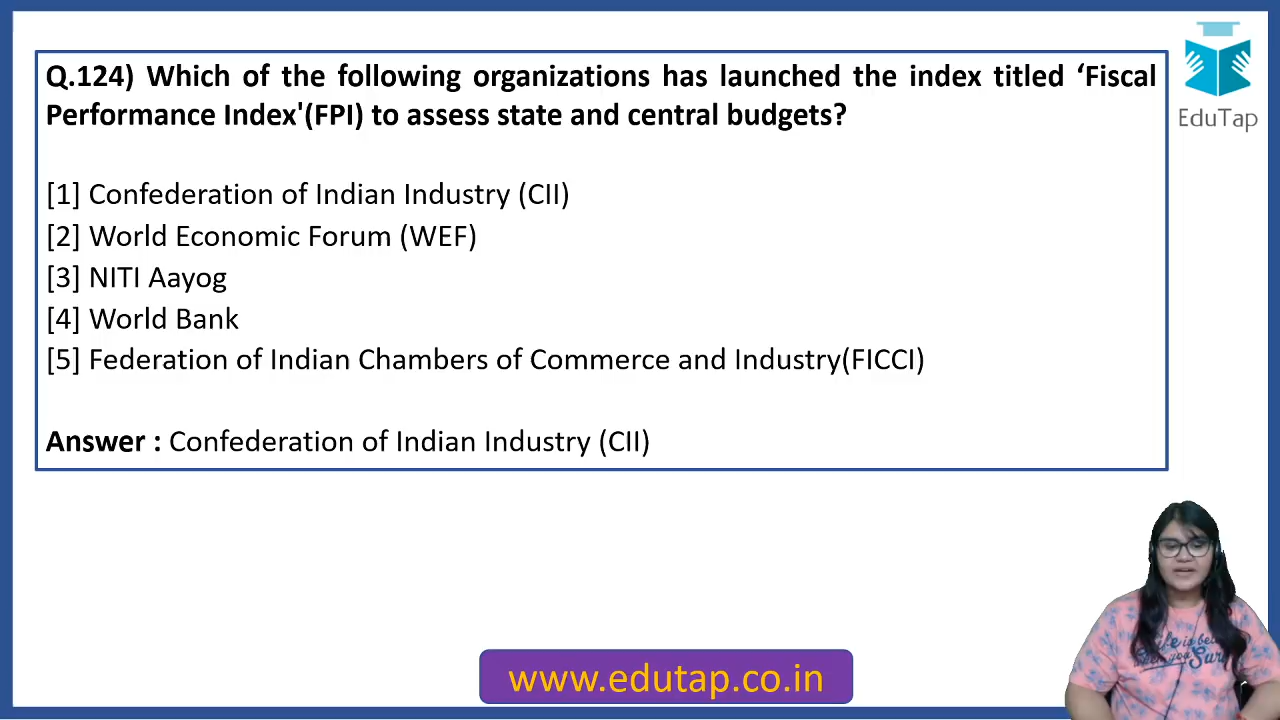 Q.124) Which of the following organizations has launched the index titled ‘Fiscal
Performance Index'(FPI) to assess state and central budgets?
[1] Confederation of Indian Industry (CII)
[2] World Economic Forum (WEF)
[3] NITI Aayog
[4] World Bank
[5] Federation of Indian Chambers of Commerce and Industry(FICCI)
Answer : Confederation of Indian Industry (CII)
EduTap
www.edutap.co.in